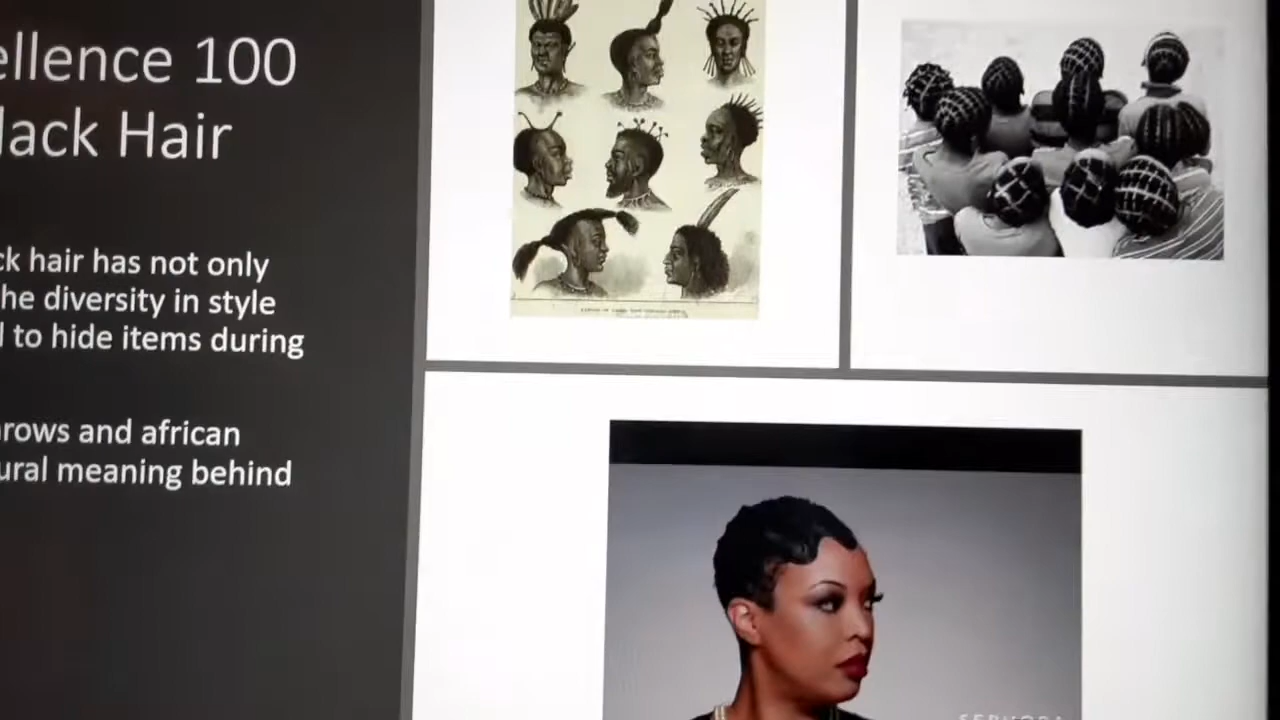 ellence 100
lack Hair
ck hair has not only
he diversity in style
l to hide items during
rows and african
ural meaning behind
SEPHORA